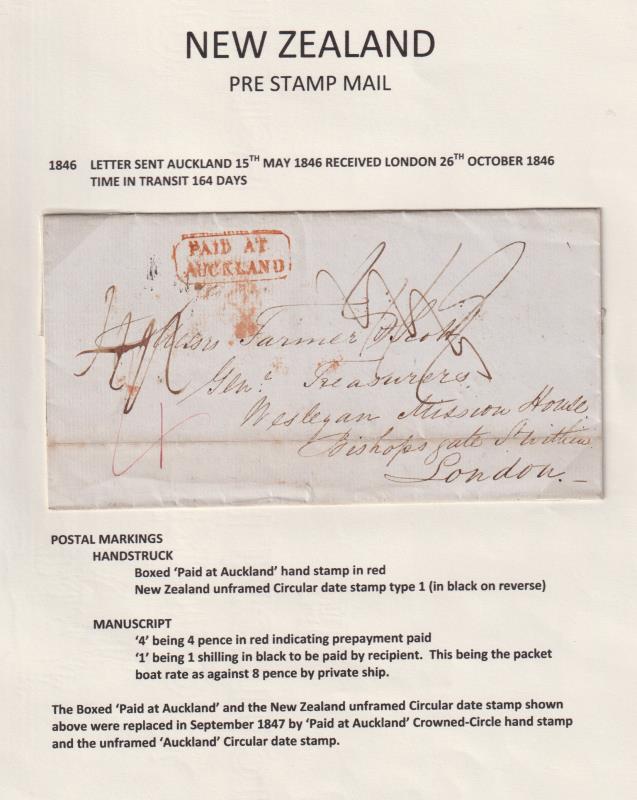 NEW ZEALAND
PRE STAMP MAIL
1846 LETTER SENT AUCKLAND 15TH MAY 1846 RECEIVED LONDON 26TH OCTOBER 1846
TIME IN TRANSIT 164 DAYS
PAID AT
AUCKLAND
Farmer & Scott
Genl. Treasurers
Wesleyan Mission House
Bishopsgate St. Within
London.
4
POSTAL MARKINGS
HANDSTRUCK
Boxed ‘Paid at Auckland’ hand stamp in red
New Zealand unframed Circular date stamp type 1 (in black on reverse)
MANUSCRIPT
‘4’ being 4 pence in red indicating prepayment paid
‘1’ being 1 shilling in black to be paid by recipient. This being the packet
boat rate as against 8 pence by private ship.
The Boxed ‘Paid at Auckland’ and the New Zealand unframed Circular date stamp shown
above were replaced in September 1847 by ‘Paid at Auckland’ Crowned-Circle hand stamp
and the unframed ‘Auckland’ Circular date stamp.